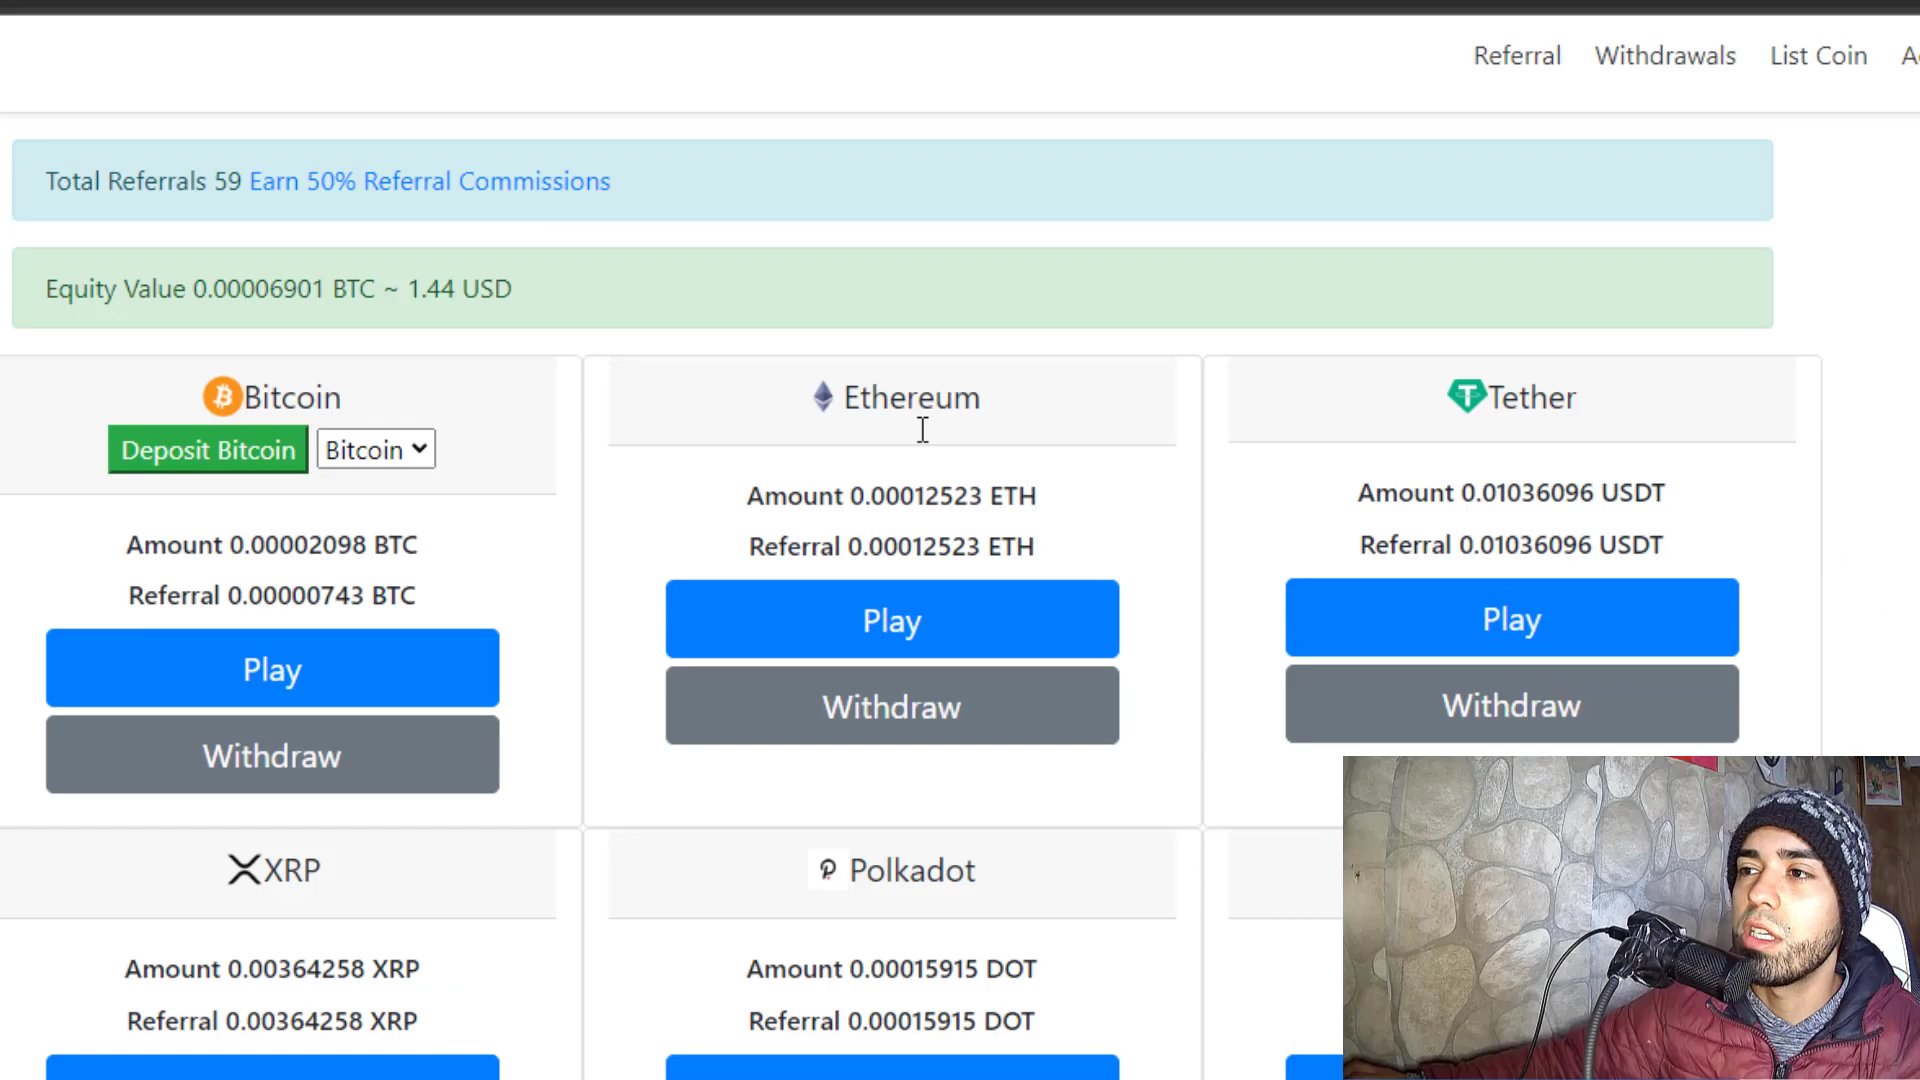 Referral Withdrawals List Coin
Total Referrals 59 Earn 50% Referral Commissions
Equity Value 0.00006901 BTC ~ 1.44 USD
Bitcoin
Deposit Bitcoin Bitcoin
Amount 0.00002098 BTC
Referral 0.00000743 BTC
Play
Withdraw
Ethereum
Amount 0.00012523 ETH
Referral 0.00012523 ETH
Play
Withdraw
Tether
Amount 0.01036096 USDT
Referral 0.01036096 USDT
Play
Withdraw
XRP
Amount 0.00364258 XRP
Referral 0.00364258 XRP
Polkadot
Amount 0.00015915 DOT
Referral 0.00015915 DOT